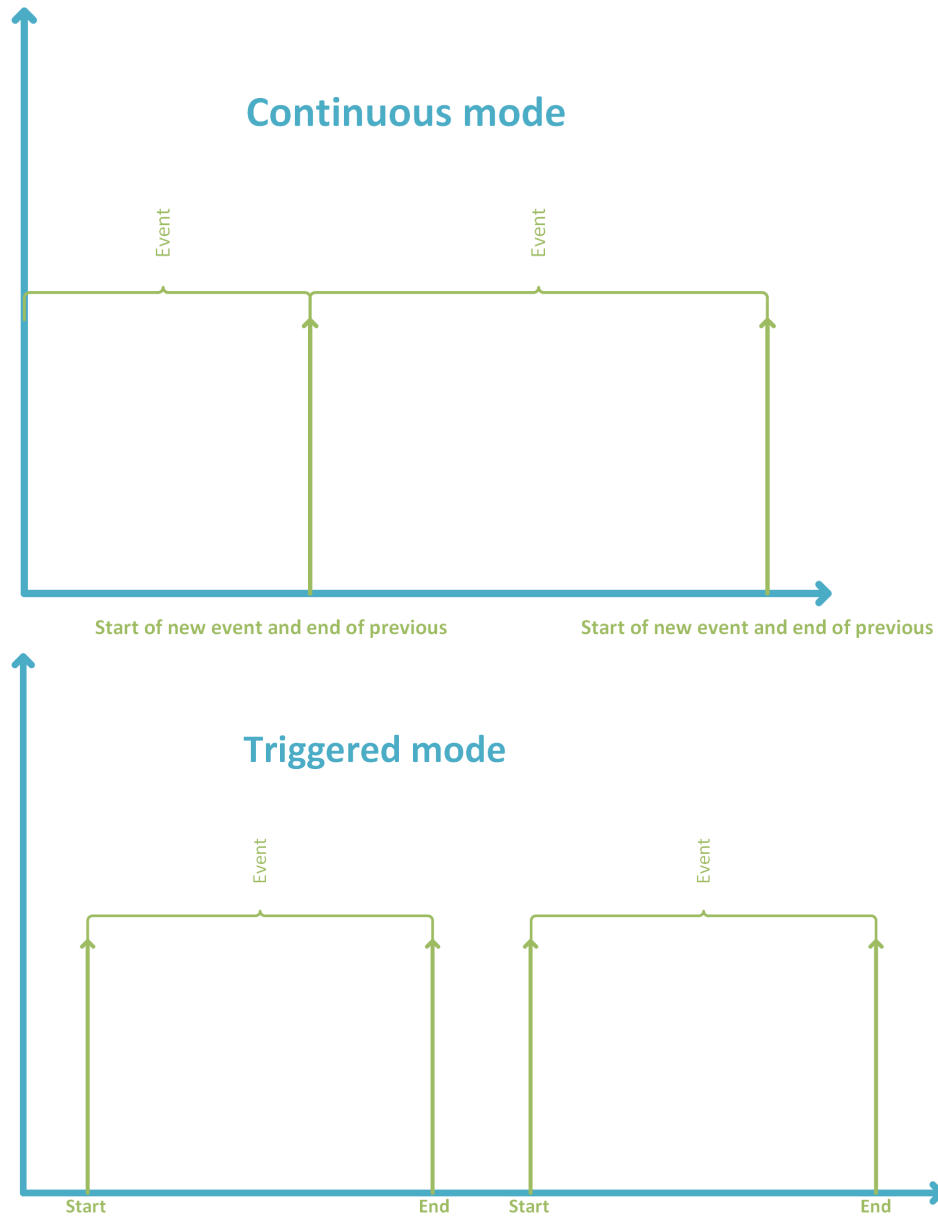 Continuous mode
Event
Event
Start of new event and end of previous
Start of new event and end of previous
Triggered mode
Event
Event
Start
End
Start
End